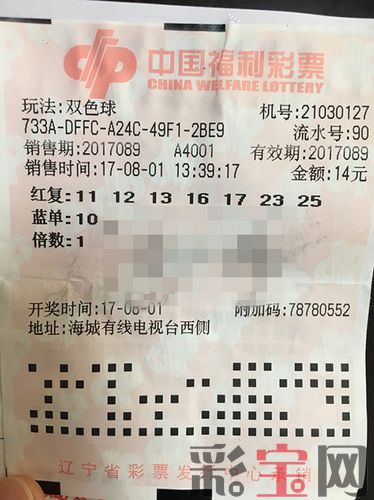 中国福利彩票
CHINA WELFARE LOTTERY
玩法:双色球 机号:21030127
733A-DFFC-A24C-49F1-2BE9 流水号:90
销售期:2017089 A4001 有效期:2017089
销售时间:17-08-01 13:39:17 金额:14元
红复:11 12 13 16 17 23 25
蓝单:10
倍数:1
开奖时间:17-08-01 附加码:78780552
地址:海城有线电视台西侧
彩宝网
辽宁省彩票发行中心承销